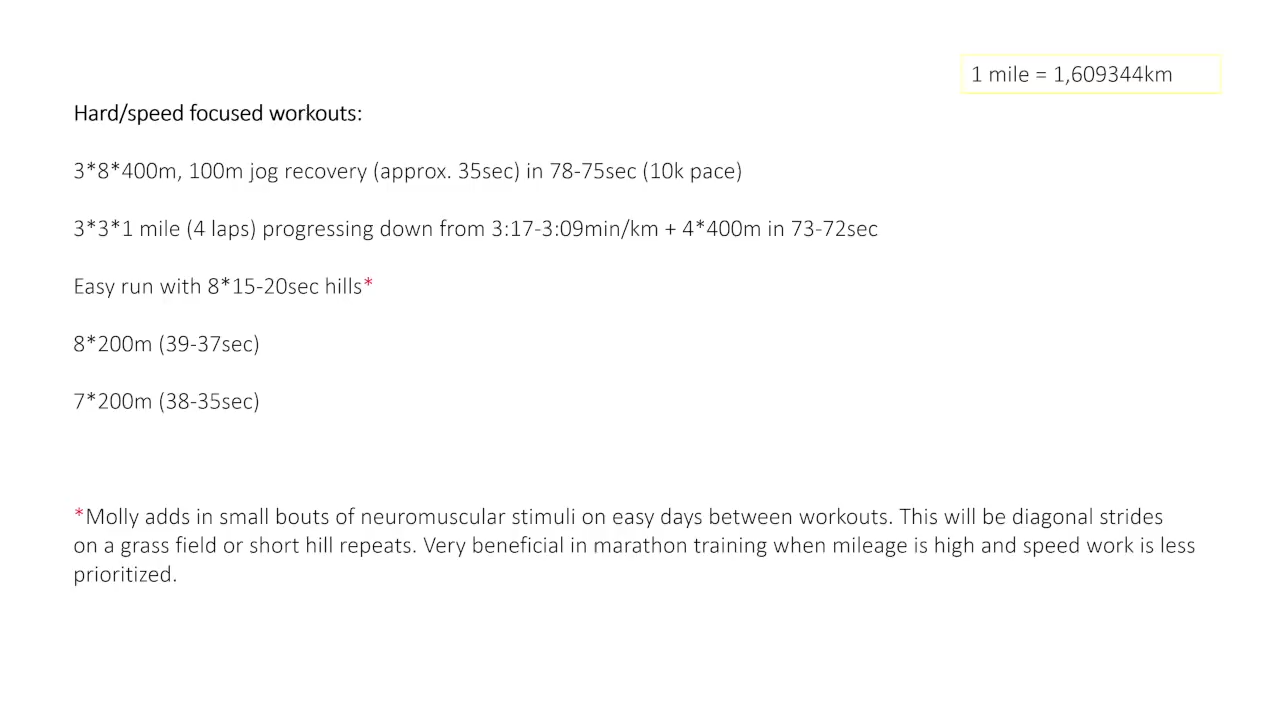 1 mile = 1,609344km
Hard/speed focused workouts:
3*8*400m, 100m jog recovery (approx. 35sec) in 78-75sec (10k pace)
3*3*1 mile (4 laps) progressing down from 3:17-3:09min/km + 4*400m in 73-72sec
Easy run with 8*15-20sec hills*
8*200m (39-37sec)
7*200m (38-35sec)
*Molly adds in small bouts of neuromuscular stimuli on easy days between workouts. This will be diagonal strides
on a grass field or short hill repeats. Very beneficial in marathon training when mileage is high and speed work is less
prioritized.